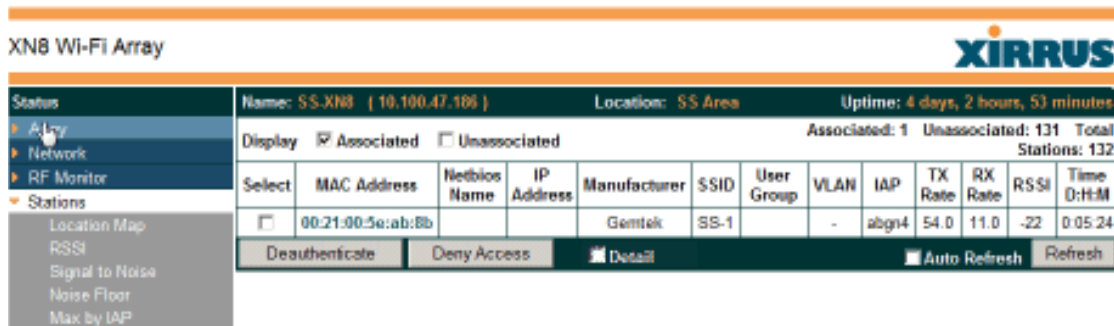 XN8 Wi-Fi Array
XIRRUS
Status
Array
Network
RF Monitor
Stations
Location Map
RSSI
Signal to Noise
Noise Floor
Max by IAP
Name: SS-XN8 ( 10.100.47.186 ) Location: SS Area Uptime: 4 days, 2 hours, 53 minutes
Display Associated Unassociated Associated: 1 Unassociated: 131 Total Stations: 132
Select MAC Address Netbios Name IP Address Manufacturer SSID User Group VLAN IAP TX Rate RX Rate RSSI Time D:H:M
00:21:00:5e:ab:8b Gemtek SS-1 - abgn4 54.0 11.0 -22 0:05:24
Deauthenticate Deny Access Detail Auto Refresh Refresh